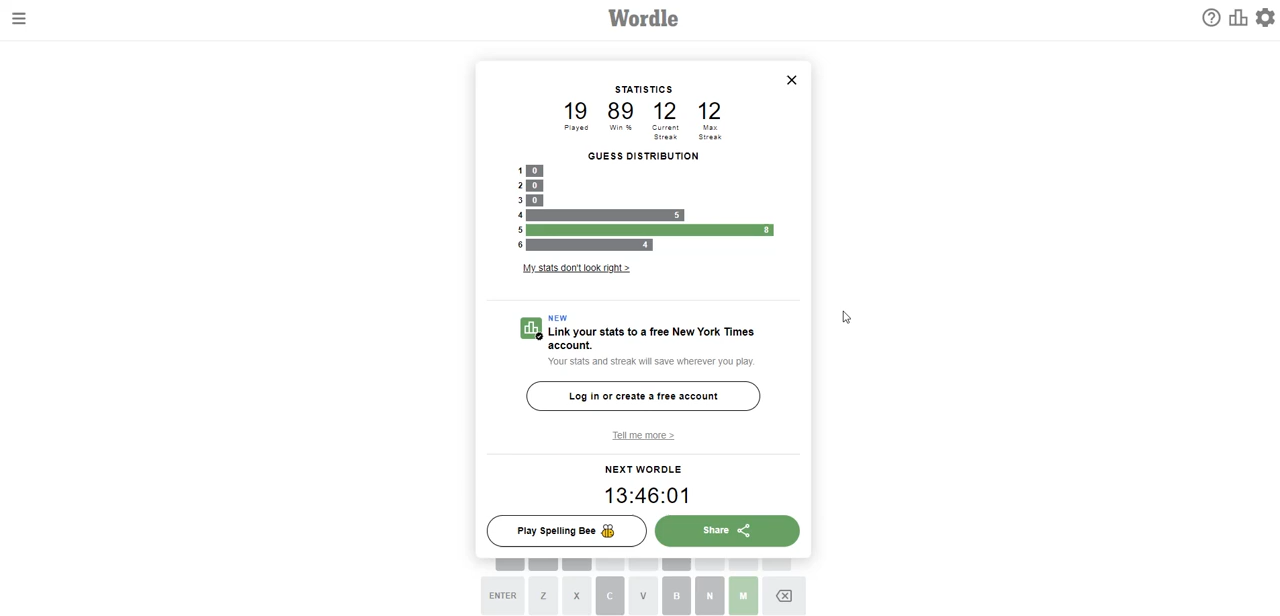 Wordle
STATISTICS
19 89 12 12
Played Win % Current Streak Max Streak
GUESS DISTRIBUTION
1 0
2 0
3 0
4 5
5 8
6 4
My stats don't look right >
NEW
Link your stats to a free New York Times
account.
Your stats and streak will save wherever you play.
Log in or create a free account
Tell me more >
NEXT WORDLE
13:46:01
Play Spelling Bee
Share
ENTER Z X C V B N M